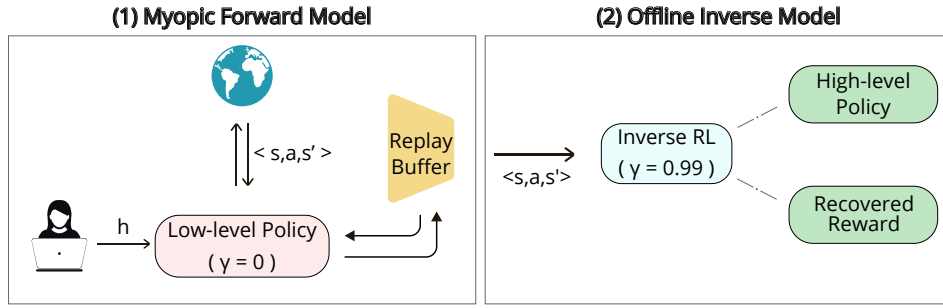 (1) Myopic Forward Model
< s,a,s’ >
Replay
Buffer
h
Low-level Policy
( γ = 0 )
(2) Offline Inverse Model
<s,a,s'>
Inverse RL
( γ = 0.99 )
High-level
Policy
Recovered
Reward